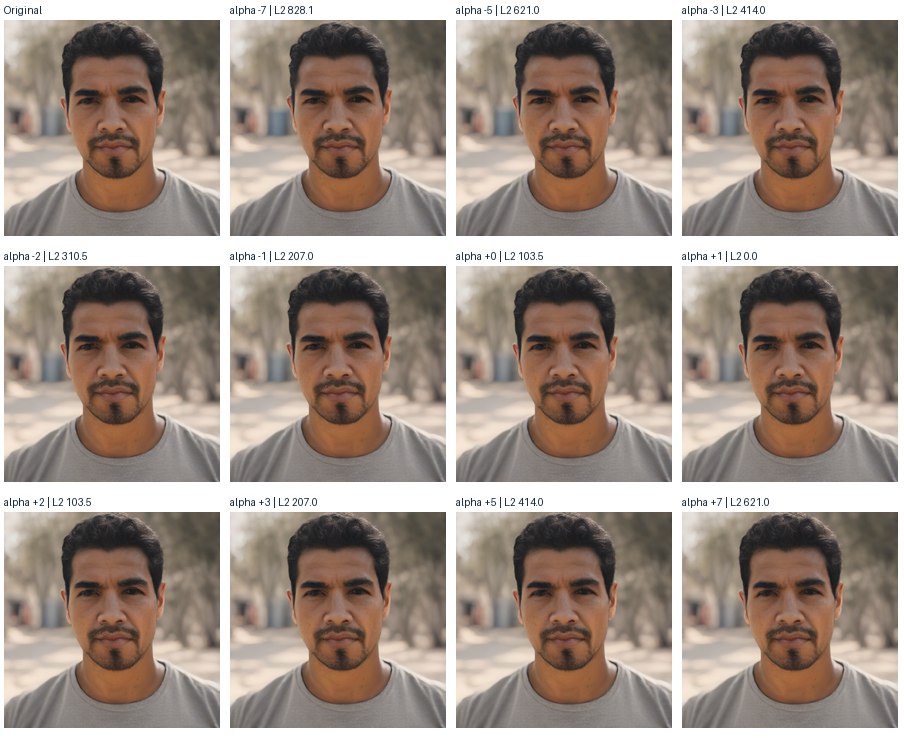 Original
alpha -7 | L2 828.1
alpha -5 | L2 621.0
alpha -3 | L2 414.0
alpha -2 | L2 310.5
alpha -1 | L2 207.0
alpha +0 | L2 103.5
alpha +1 | L2 0.0
alpha +2 | L2 103.5
alpha +3 | L2 207.0
alpha +5 | L2 414.0
alpha +7 | L2 621.0